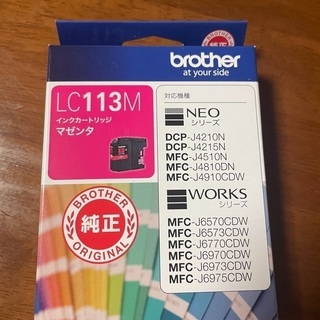 brother
at your side
LC113M
インクカートリッジ
マゼンタ
対応機種
NEO
シリーズ
DCP-J4210N
DCP-J4215N
MFC-J4510N
MFC-J4810DN
MFC-J4910CDW
WORKS
シリーズ
MFC-J6570CDW
MFC-J6573CDW
MFC-J6770CDW
MFC-J6970CDW
MFC-J6973CDW
MFC-J6975CDW
BROTHER
純正
ORIGINAL